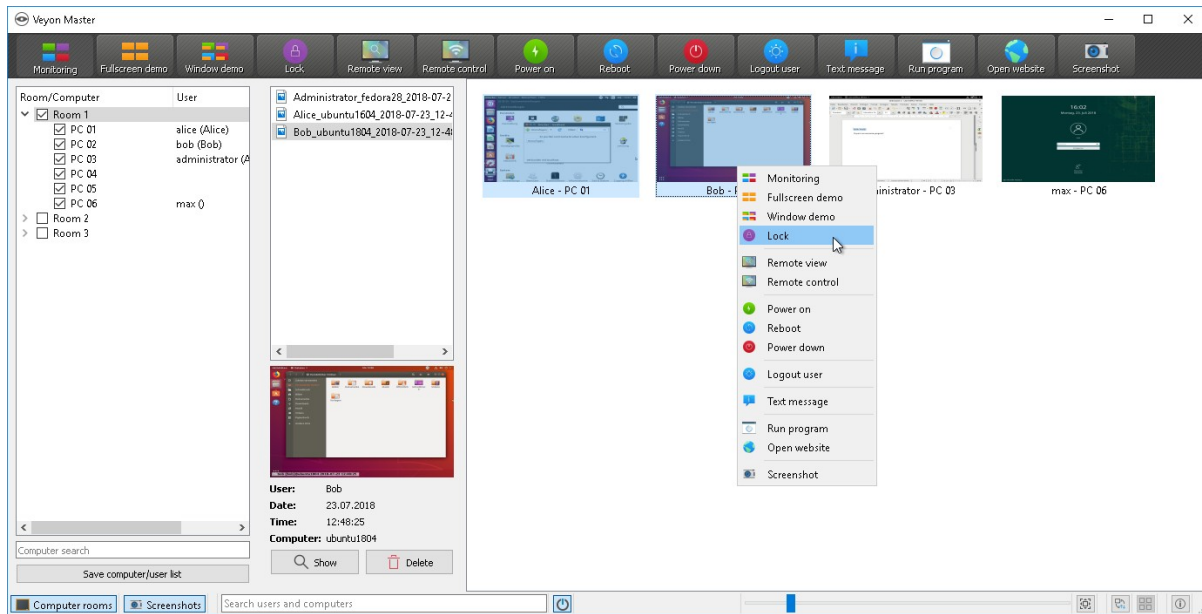 Veyon Master
Monitoring
Fullscreen demo
Window demo
Lock
Remote view
Remote control
Power on
Reboot
Power down
Logout user
Text message
Run program
Open website
Screenshot
Room/Computer User
Room 1
PC 01 alice (Alice)
PC 02 bob (Bob)
PC 03 administrator (A
PC 04
PC 05
PC 06 max ()
Room 2
Room 3
Computer search
Save computer/user list
Administrator_fedora28_2018-07-2
Alice_ubuntu1604_2018-07-23_12-4
Bob_ubuntu1804_2018-07-23_12-48
User: Bob
Date: 23.07.2018
Time: 12:48:25
Computer: ubuntu1804
Show
Delete
16:02
Alice - PC 01
Bob - P
inistrator - PC 03
max - PC 06
Monitoring
Fullscreen demo
Window demo
Lock
Remote view
Remote control
Power on
Reboot
Power down
Logout user
Text message
Run program
Open website
Screenshot
Computer rooms
Screenshots
Search users and computers